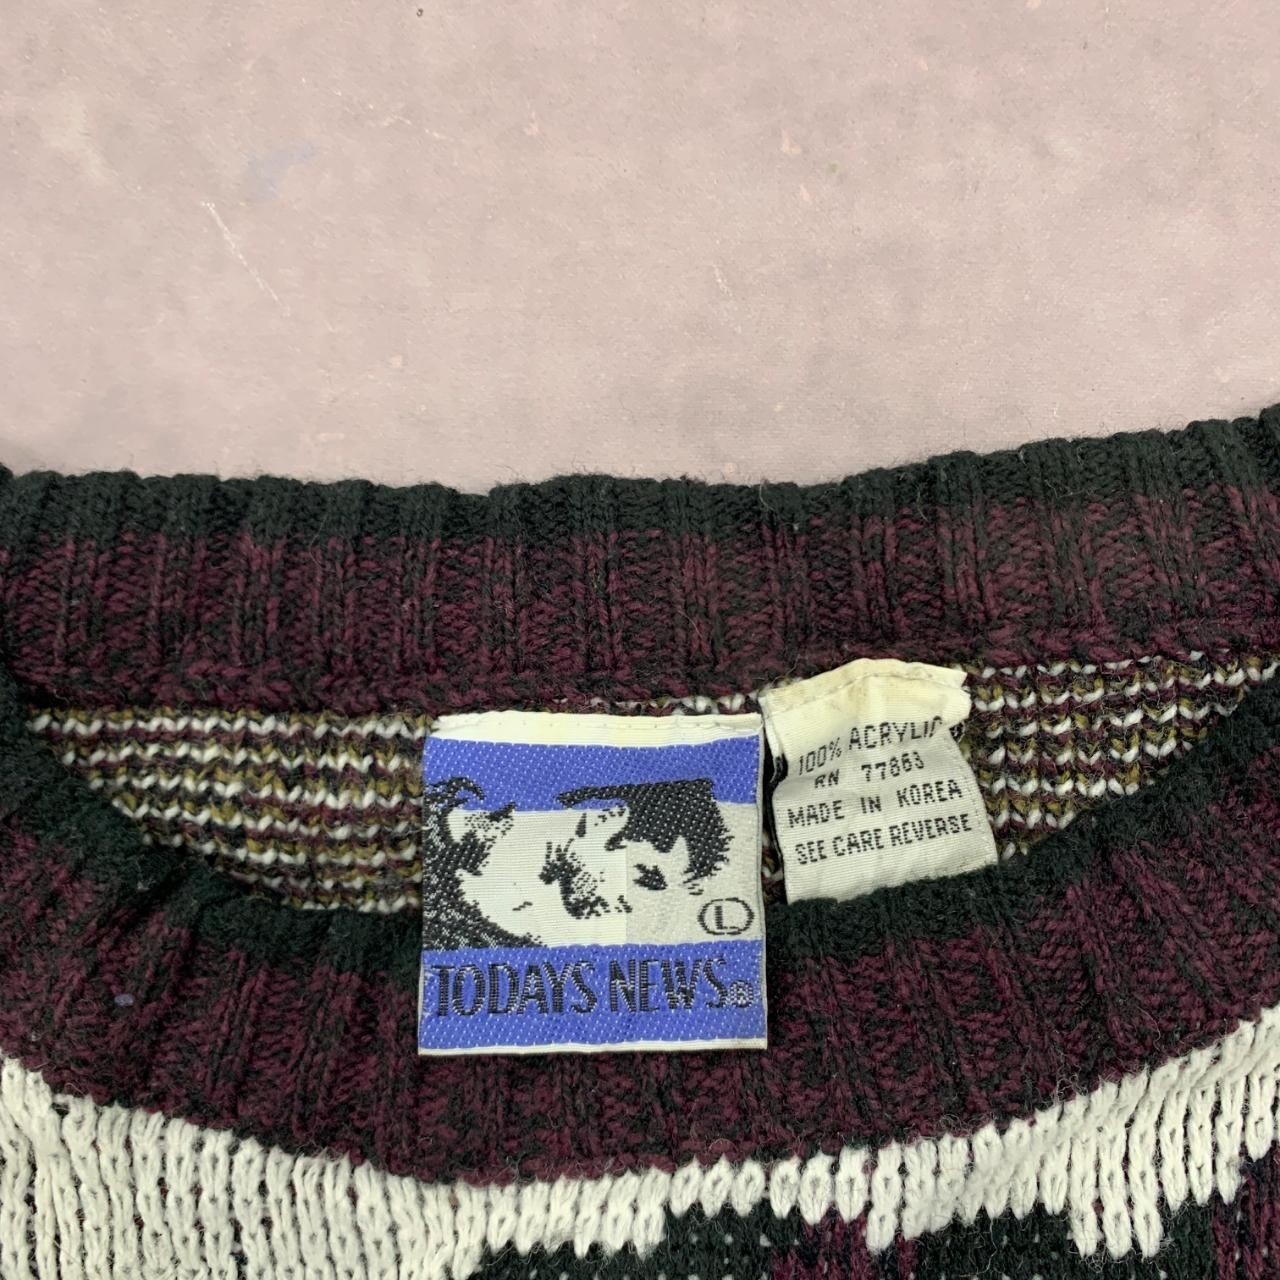 L
TODAYS NEWS®
100% ACRYLIC
RN 77863
MADE IN KOREA
SEE CARE REVERSE